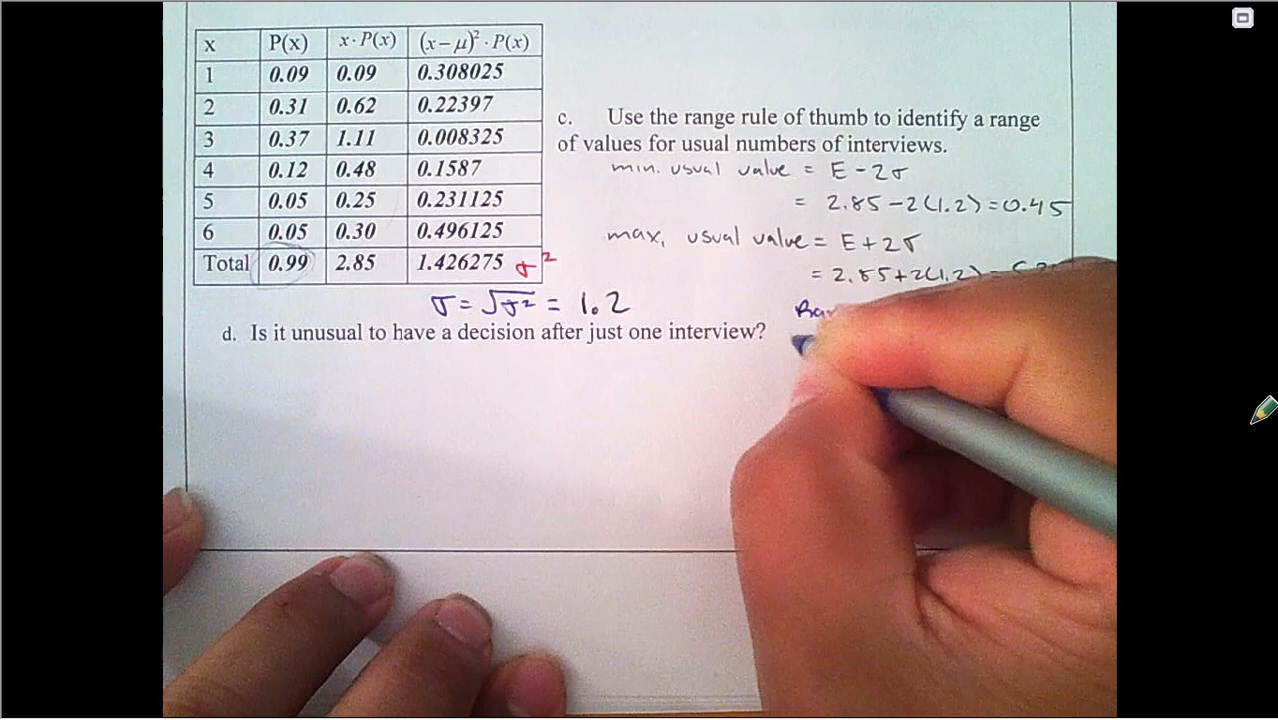 x P(x) x·P(x) (x−μ)²·P(x)
1 0.09 0.09 0.308025
2 0.31 0.62 0.22397
3 0.37 1.11 0.008325
4 0.12 0.48 0.1587
5 0.05 0.25 0.231125
6 0.05 0.30 0.496125
Total 0.99 2.85 1.426275 σ²
σ = √σ² = 1.2
c. Use the range rule of thumb to identify a range
of values for usual numbers of interviews.
min. usual value = E − 2σ
= 2.85 − 2(1.2) = 0.45
max, usual value = E + 2σ
= 2.85 + 2(1.2) =
d. Is it unusual to have a decision after just one interview?